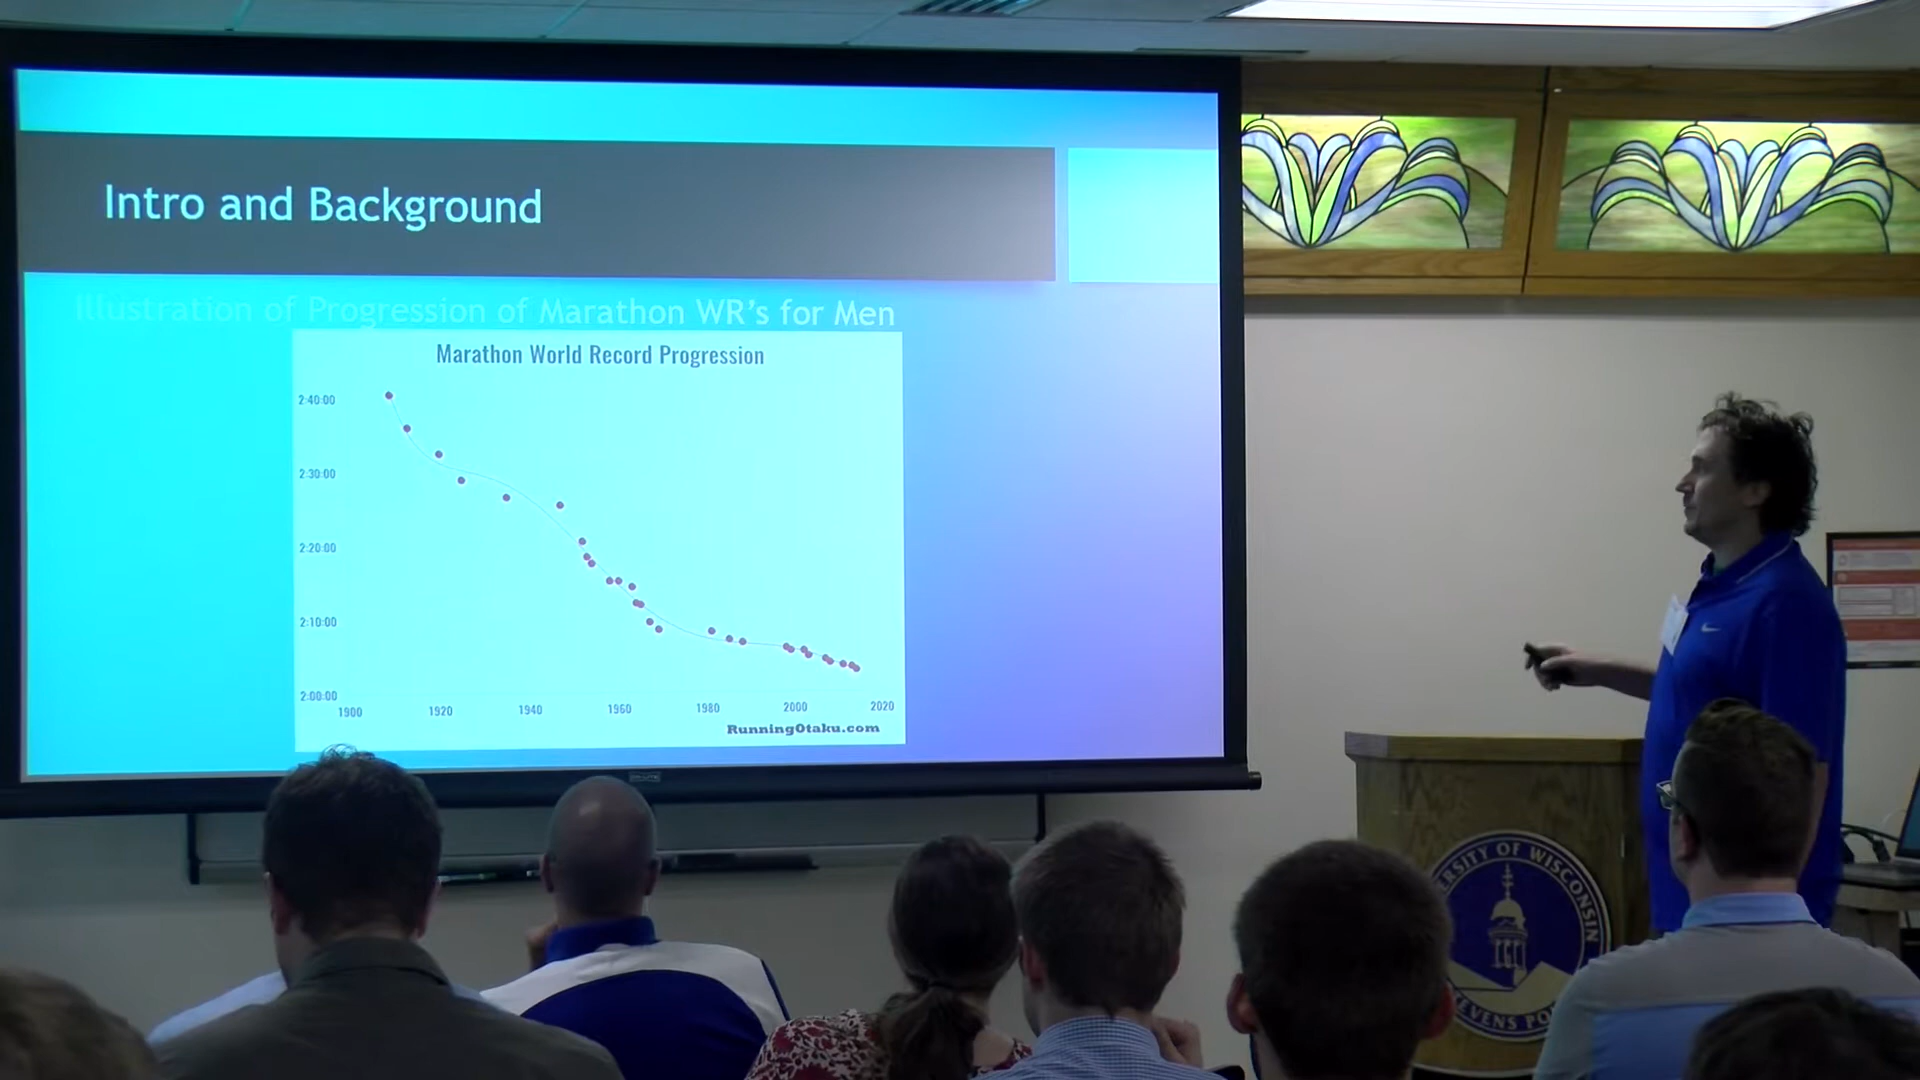 Intro and Background
Illustration of Progression of Marathon WR's for Men
Marathon World Record Progression
2:40:00
2:30:00
2:20:00
2:10:00
2:00:00
1900 1920 1940 1960 1980 2000 2020
RunningOtaku.com
ERSITY OF WISCONSIN
EVENS PO